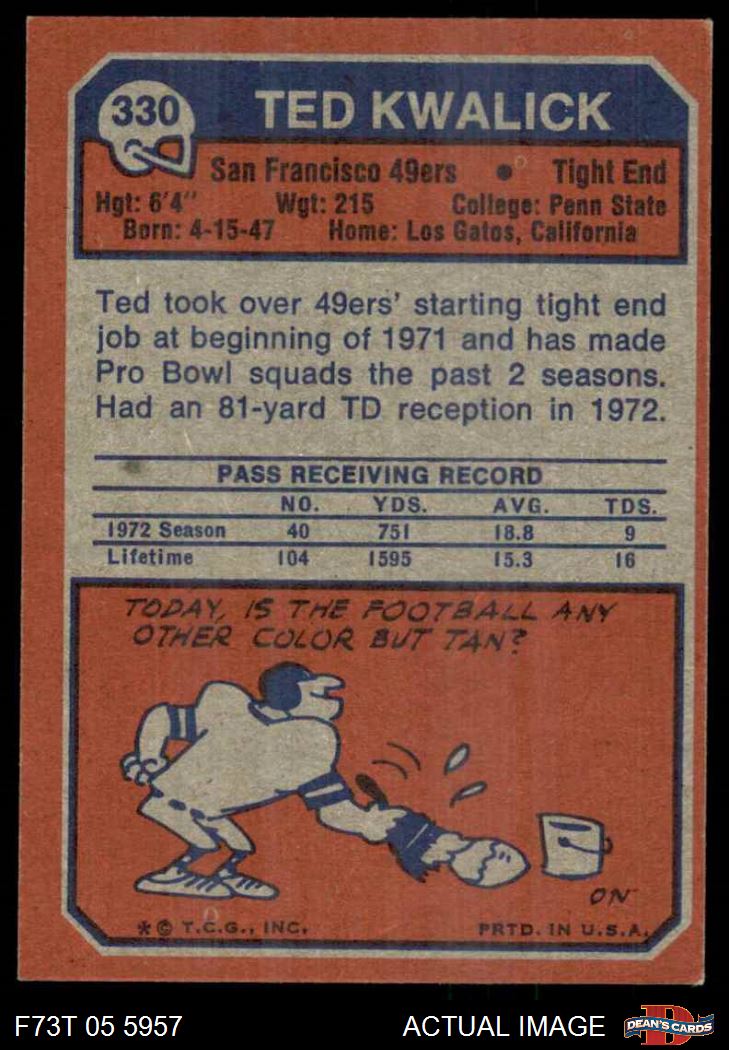 330
TED KWALICK
San Francisco 49ers • Tight End
Hgt: 6'4" Wgt: 215 College: Penn State
Born: 4-15-47 Home: Los Gatos, California
Ted took over 49ers' starting tight end
job at beginning of 1971 and has made
Pro Bowl squads the past 2 seasons.
Had an 81-yard TD reception in 1972.
PASS RECEIVING RECORD
NO. YDS. AVG. TDS.
1972 Season 40 751 18.8 9
Lifetime 104 1595 15.3 16
TODAY, IS THE FOOTBALL ANY
OTHER COLOR BUT TAN?
ON
*© T.C.G., INC. PRTD. IN U.S.A.
F73T 05 5957 ACTUAL IMAGE D DEAN'S CARDS